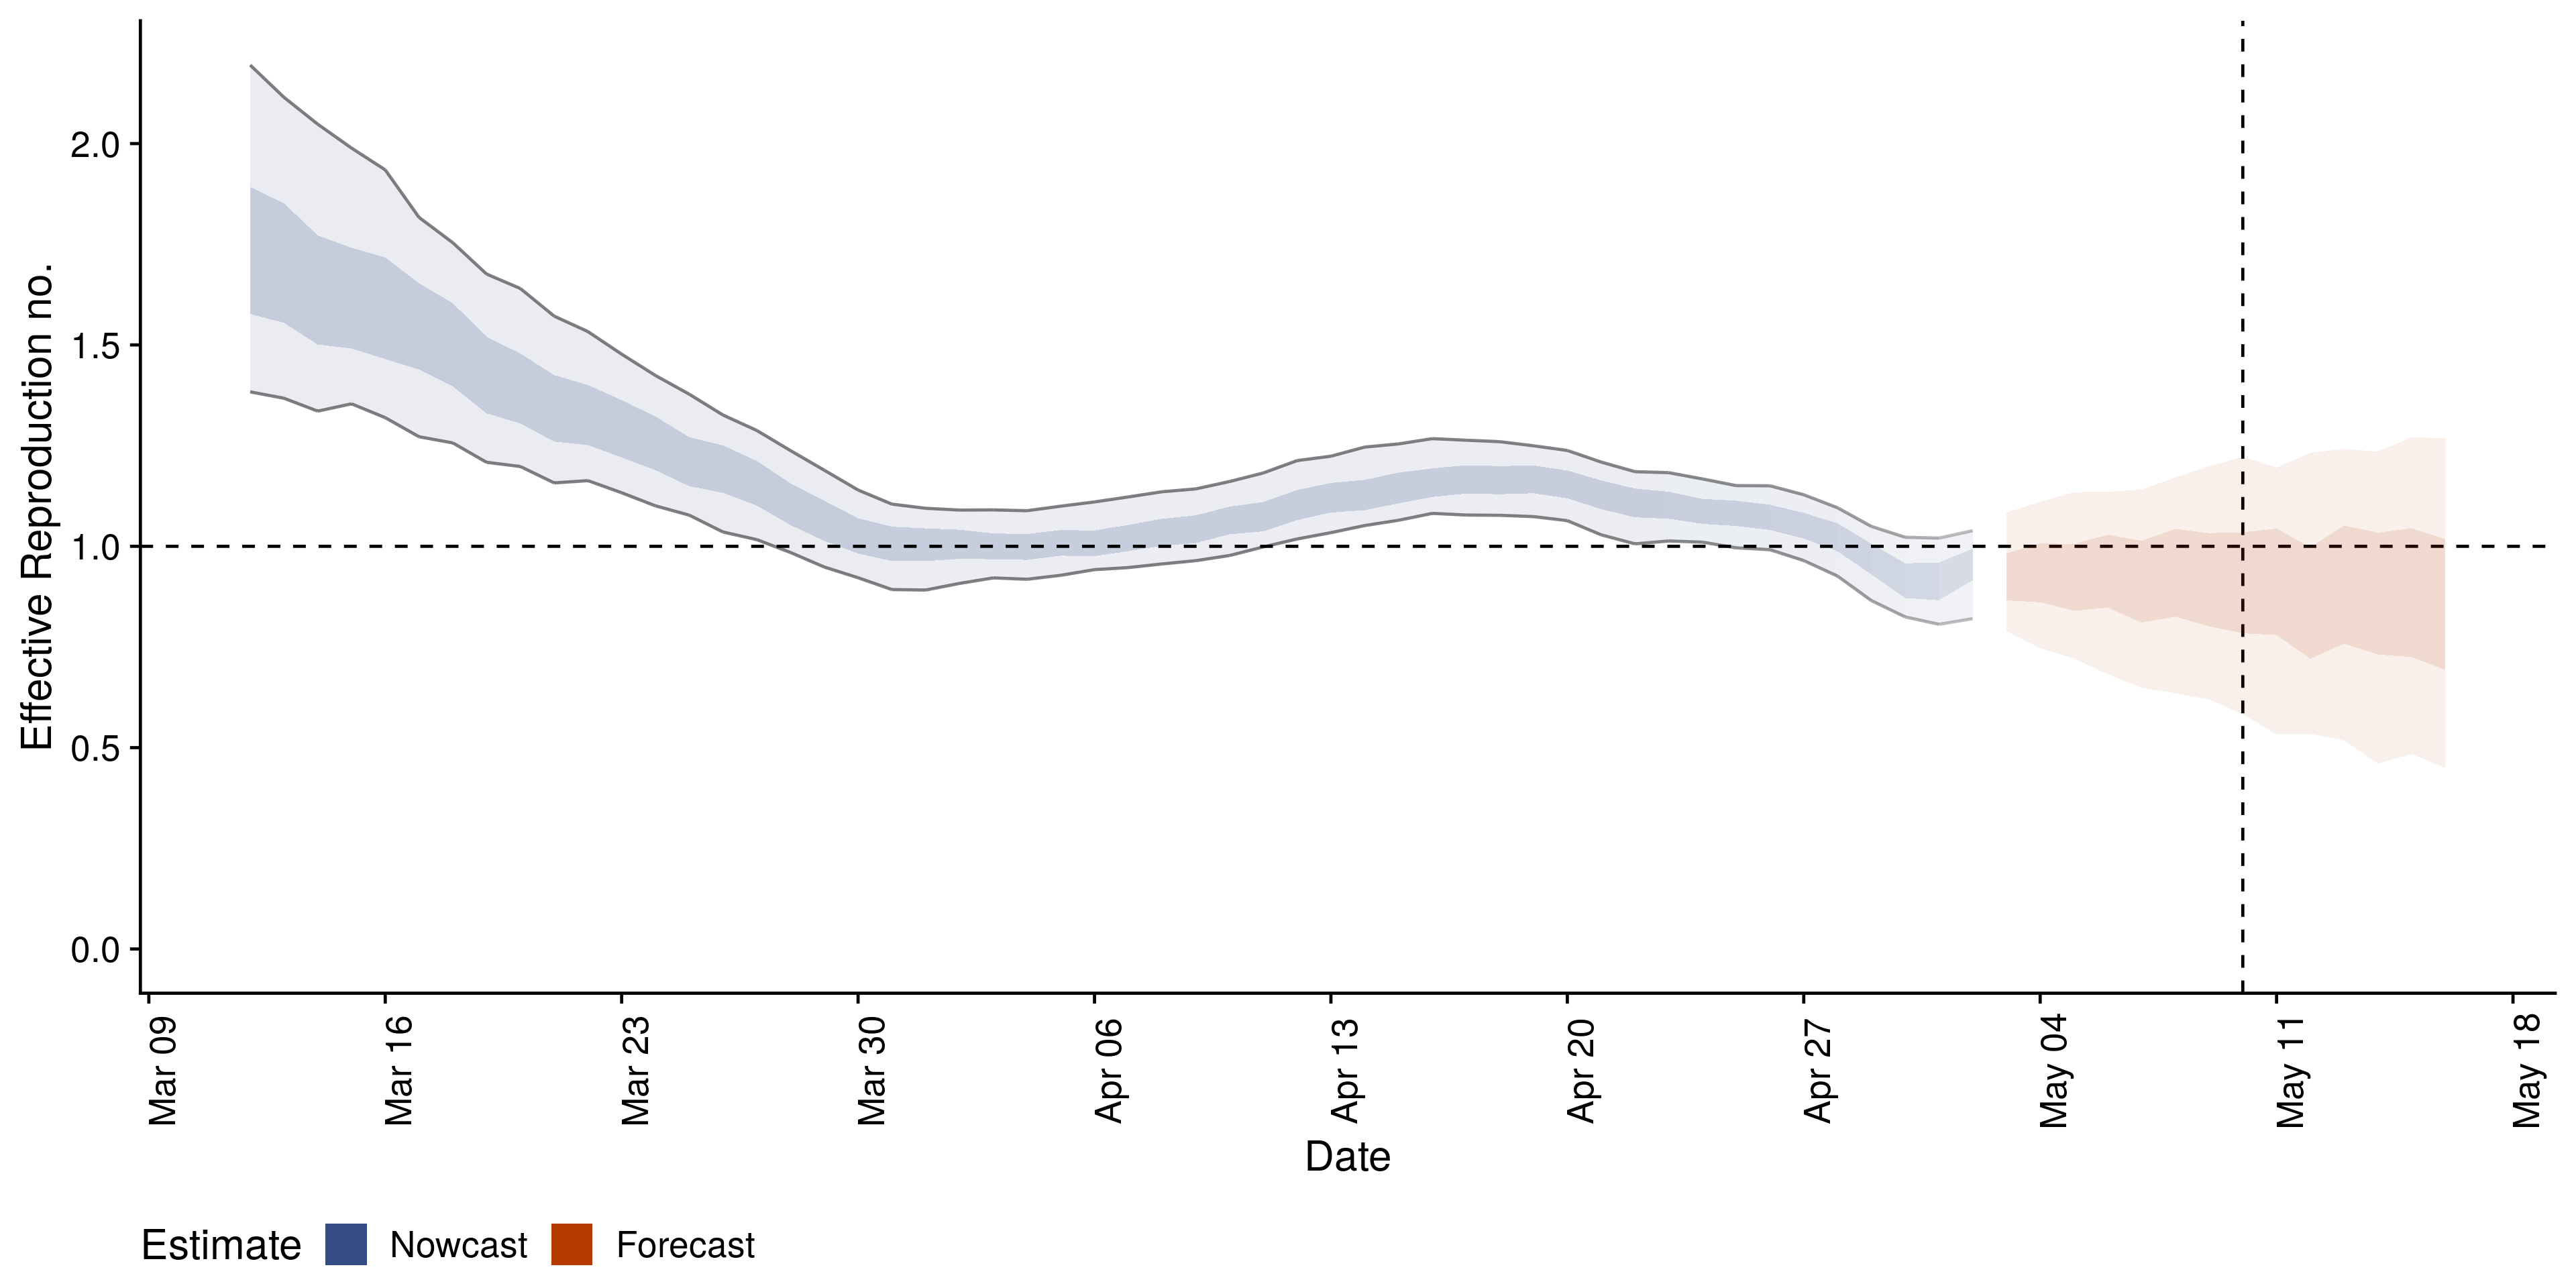 Effective Reproduction no.
2.0
1.5
1.0
0.5
0.0
Mar 09
Mar 16
Mar 23
Mar 30
Apr 06
Apr 13
Apr 20
Apr 27
May 04
May 11
May 18
Date
Estimate Nowcast Forecast